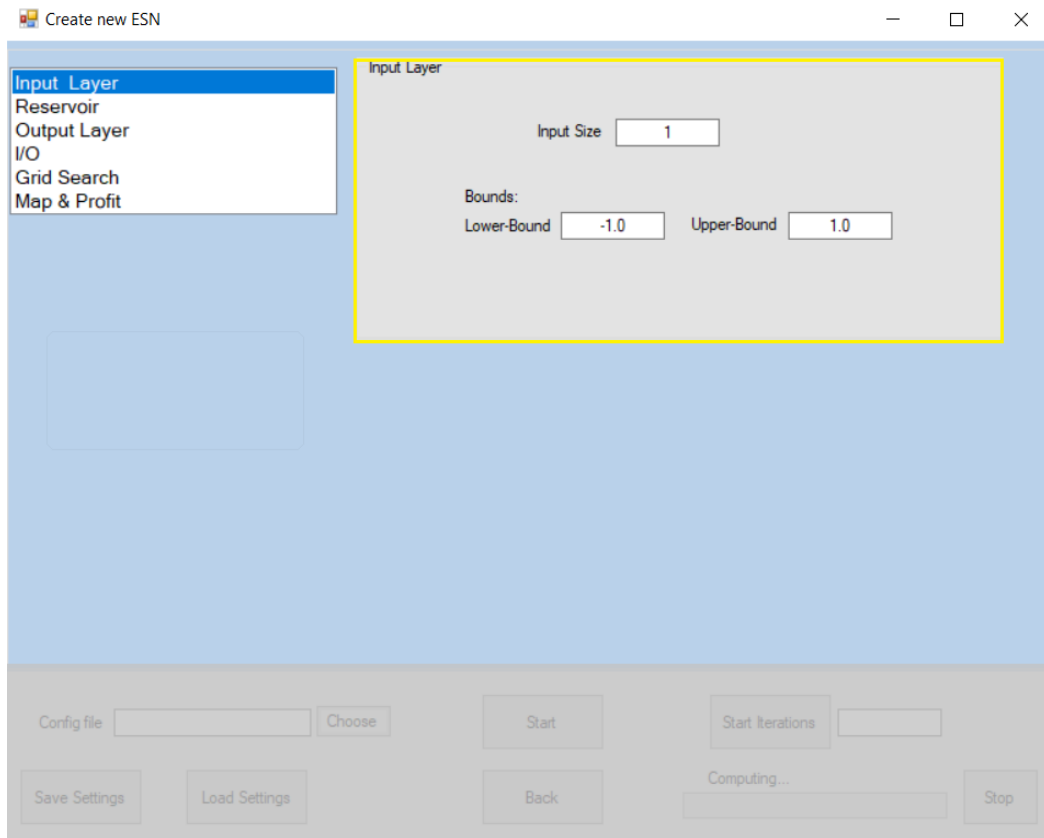 Create new ESN
Input Layer
Reservoir
Output Layer
I/O
Grid Search
Map & Profit
Input Layer
Input Size 1
Bounds:
Lower-Bound -1.0 Upper-Bound 1.0
Config file Choose Start Start Iterations
Computing...
Save Settings Load Settings Back Stop